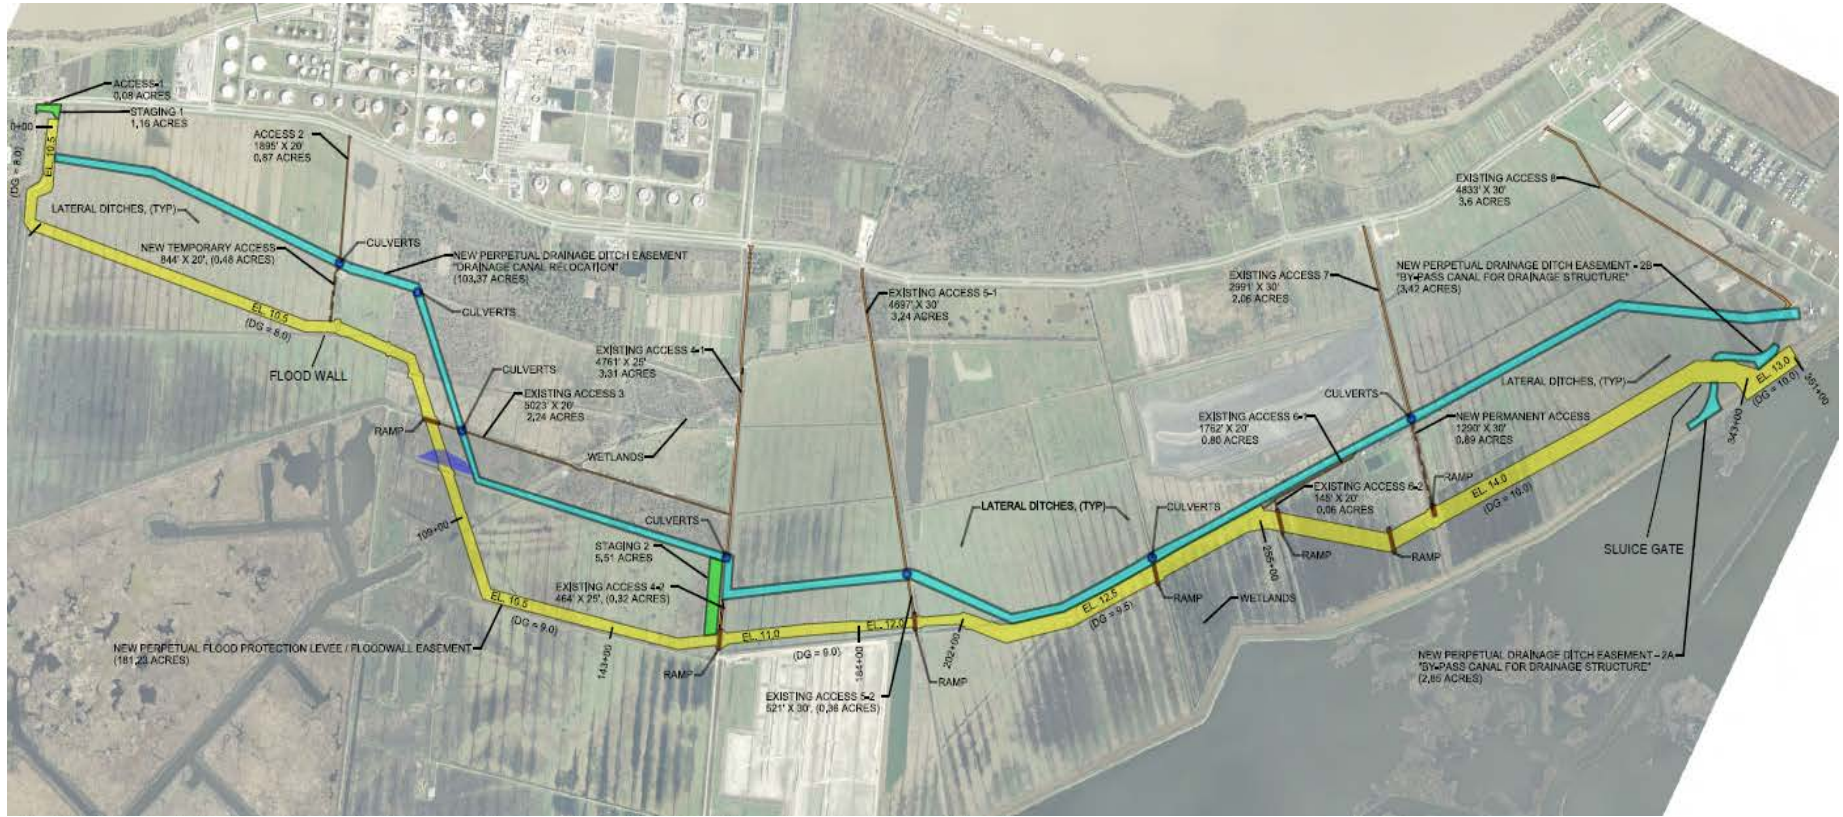 ACCESS-1
0.08 ACRES
STAGING 1
1.16 ACRES
0+00
(DG = 8.0)
EL. 10.5
ACCESS 2
1895' X 20'
0.87 ACRES
LATERAL DITCHES, (TYP)
NEW TEMPORARY ACCESS
844' X 20', (0.48 ACRES)
CULVERTS
NEW PERPETUAL DRAINAGE DITCH EASEMENT
"DRAINAGE CANAL RELOCATION"
(103.37 ACRES)
CULVERTS
EL. 10.5
(DG = 8.0)
FLOOD WALL
CULVERTS
EXISTING ACCESS 3
5023' X 20'
2.24 ACRES
RAMP
WETLANDS
EXISTING ACCESS 4-1
4761' X 25'
3.31 ACRES
EXISTING ACCESS 5-1
4697' X 30'
3.24 ACRES
EXISTING ACCESS 7
2991' X 30'
2.06 ACRES
EXISTING ACCESS 8
4833' X 30'
3.6 ACRES
NEW PERPETUAL DRAINAGE DITCH EASEMENT - 2B
"BY-PASS CANAL FOR DRAINAGE STRUCTURE"
(3.42 ACRES)
LATERAL DITCHES, (TYP)
EL. 13.0
(DG = 10.0)
351+00
343+00
CULVERTS
EXISTING ACCESS 6-1
1762' X 20'
0.80 ACRES
NEW PERMANENT ACCESS
1290' X 30'
0.89 ACRES
RAMP
EL. 14.0
(DG = 10.0)
EXISTING ACCESS 6-2
148' X 20'
0.06 ACRES
RAMP
RAMP
255+00
SLUICE GATE
109+00
CULVERTS
STAGING 2
5.51 ACRES
EXISTING ACCESS 4-2
464' X 25', (0.32 ACRES)
LATERAL DITCHES, (TYP)
CULVERTS
RAMP
WETLANDS
EL. 12.5
(DG = 9.5)
EL. 10.5
(DG = 9.0)
143+00
NEW PERPETUAL FLOOD PROTECTION LEVEE / FLOODWALL EASEMENT
(181.23 ACRES)
RAMP
EL. 11.0
(DG = 9.0)
184+00
EL. 12.0
202+00
RAMP
EXISTING ACCESS 5-2
521' X 30', (0.36 ACRES)
NEW PERPETUAL DRAINAGE DITCH EASEMENT - 2A
"BY-PASS CANAL FOR DRAINAGE STRUCTURE"
(2.85 ACRES)